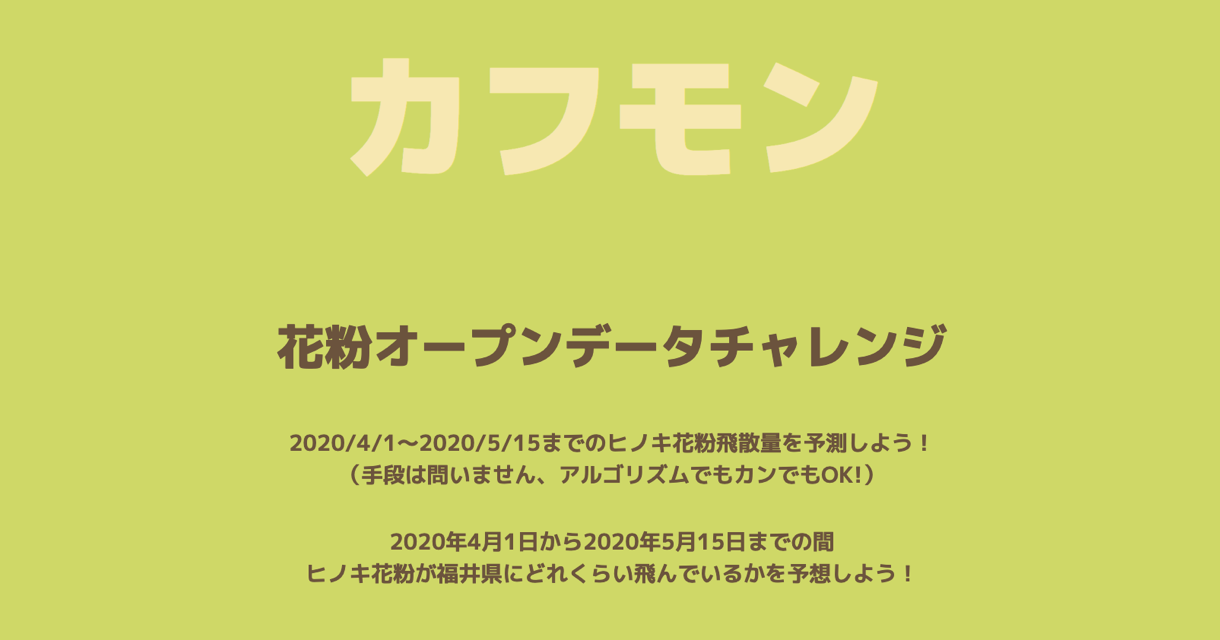 カフモン
花粉オープンデータチャレンジ
2020/4/1〜2020/5/15までのヒノキ花粉飛散量を予測しよう！
（手段は問いません、アルゴリズムでもカンでもOK!）
2020年4月1日から2020年5月15日までの間
ヒノキ花粉が福井県にどれくらい飛んでいるかを予想しよう！